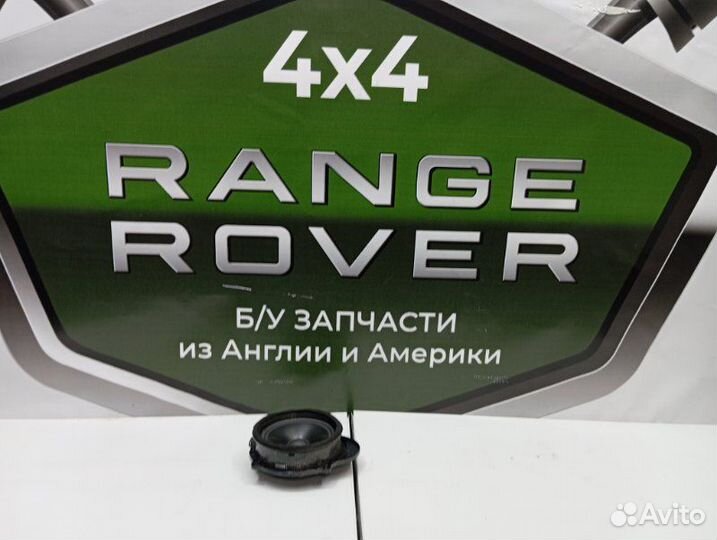 4x4
RANGE
ROVER
Б/У ЗАПЧАСТИ
из Англии и Америки
Avito